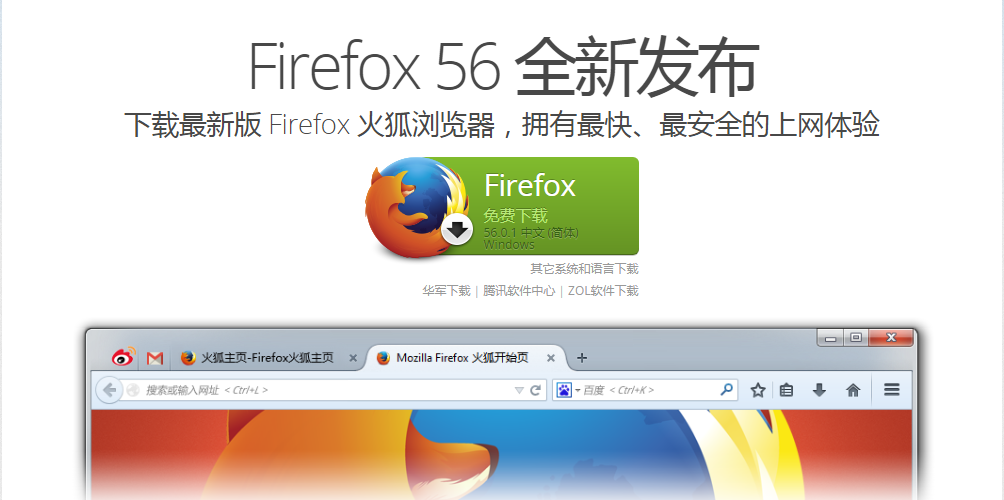 Firefox 56 全新发布
下载最新版 Firefox 火狐浏览器，拥有最快、最安全的上网体验
Firefox
免费下载
56.0.1 中文 (简体)
Windows
其它系统和语言下载
华军下载 | 腾讯软件中心 | ZOL软件下载
火狐主页-Firefox火狐主页
Mozilla Firefox 火狐开始页
搜索或输入网址 < Ctrl+L >
百度 < Ctrl+K >